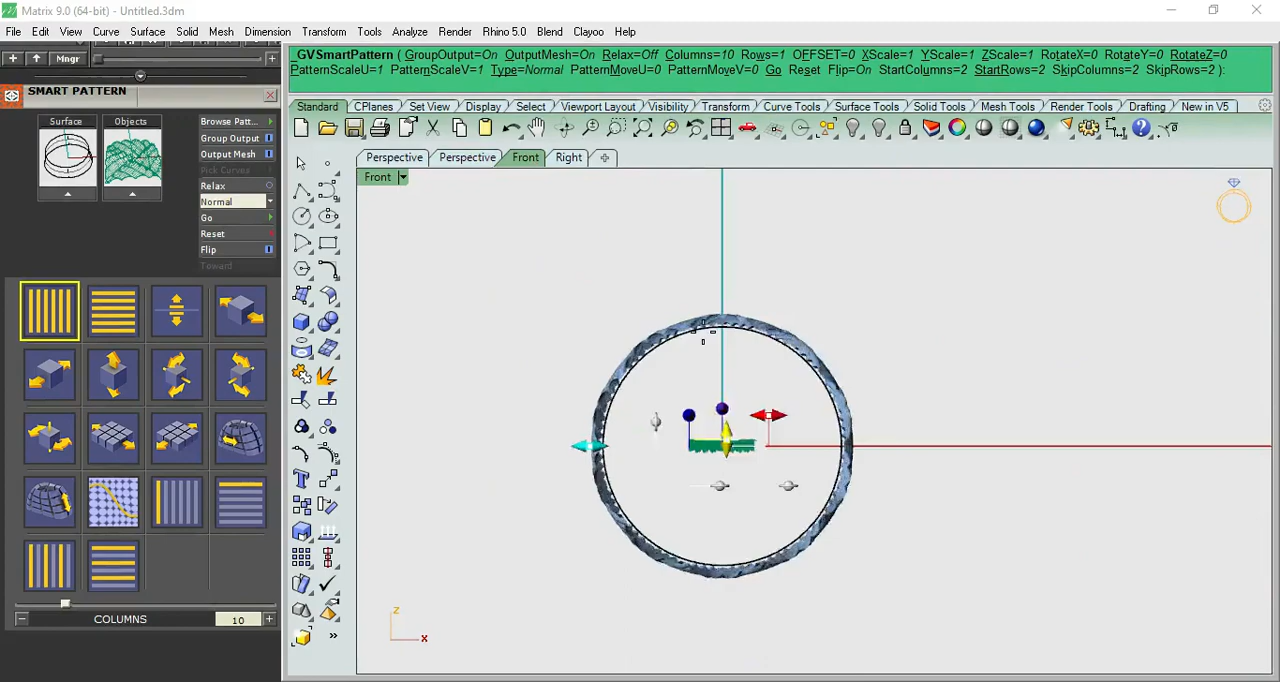 Matrix 9.0 (64-bit) - Untitled.3dm
File Edit View Curve Surface Solid Mesh Dimension Transform Tools Analyze Render Rhino 5.0 Blend Clayoo Help
_GVSmartPattern ( GroupOutput=On OutputMesh=On Relax=Off Columns=10 Rows=1 OFFSET=0 XScale=1 YScale=1 ZScale=1 RotateX=0 RotateY=0 RotateZ=0
PatternScaleU=1 PatternScaleV=1 Type=Normal PatternMoveU=0 PatternMoveV=0 Go Reset Flip=On StartColumns=2 StartRows=2 SkipColumns=2 SkipRows=2 ):
Mngr
SMART PATTERN
Surface
Objects
Browse Patt...
Group Output
Output Mesh
Pick Curves
Relax
Normal
Go
Reset
Flip
Toward
COLUMNS 10
Standard CPlanes Set View Display Select Viewport Layout Visibility Transform Curve Tools Surface Tools Solid Tools Mesh Tools Render Tools Drafting New in V5
Perspective Perspective Front Right
Front
z
x